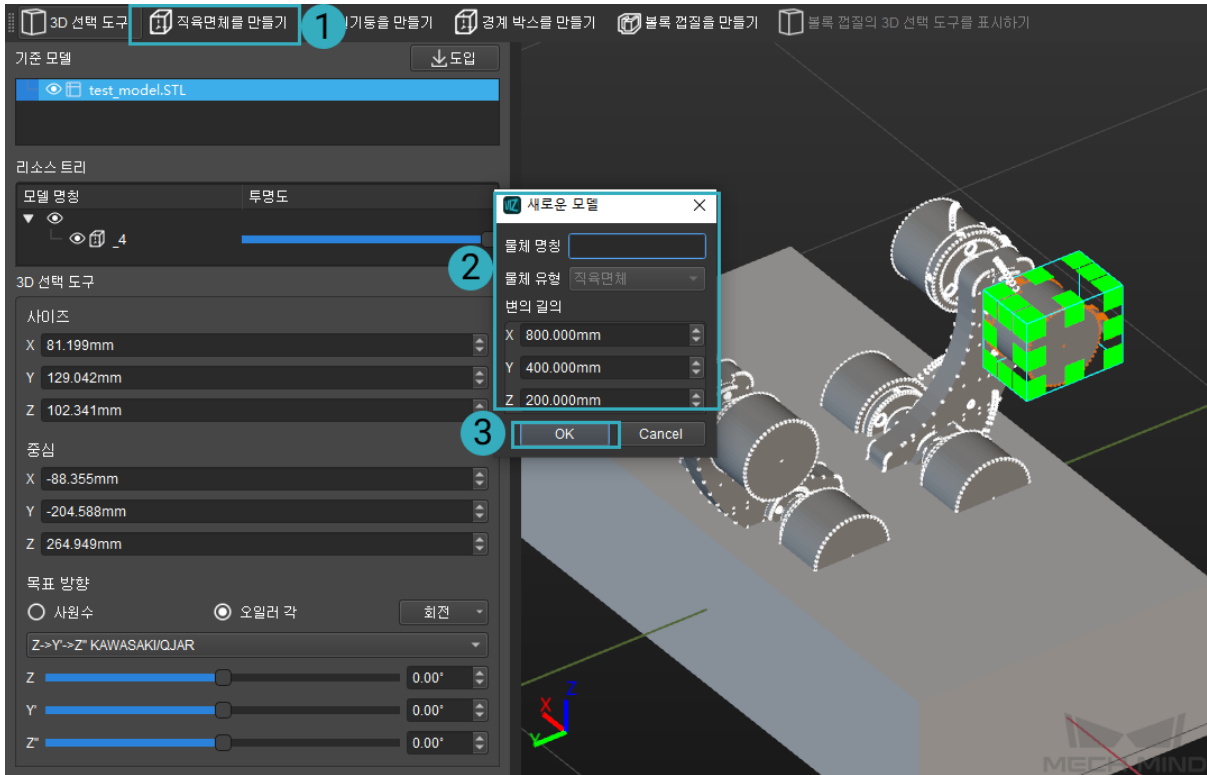 3D 선택 도구 직육면체를 만들기 1 기둥을 만들기 경계 박스를 만들기 볼록 껍질을 만들기 볼록 껍질의 3D 선택 도구를 표시하기
기준 모델 도입
test_model.STL
리소스 트리
모델 명칭 투명도
_4
3D 선택 도구
사이즈
X 81.199mm
Y 129.042mm
Z 102.341mm
중심
X -88.355mm
Y -204.588mm
Z 264.949mm
목표 방향
사원수 오일러 각 회전
Z->Y'->Z" KAWASAKI/QJAR
Z 0.00°
Y' 0.00°
Z" 0.00°
VIZ 새로운 모델
물체 명칭
2
물체 유형 직육면체
변의 길의
X 800.000mm
Y 400.000mm
Z 200.000mm
3 OK Cancel
Z
X
Y
MECH MIND